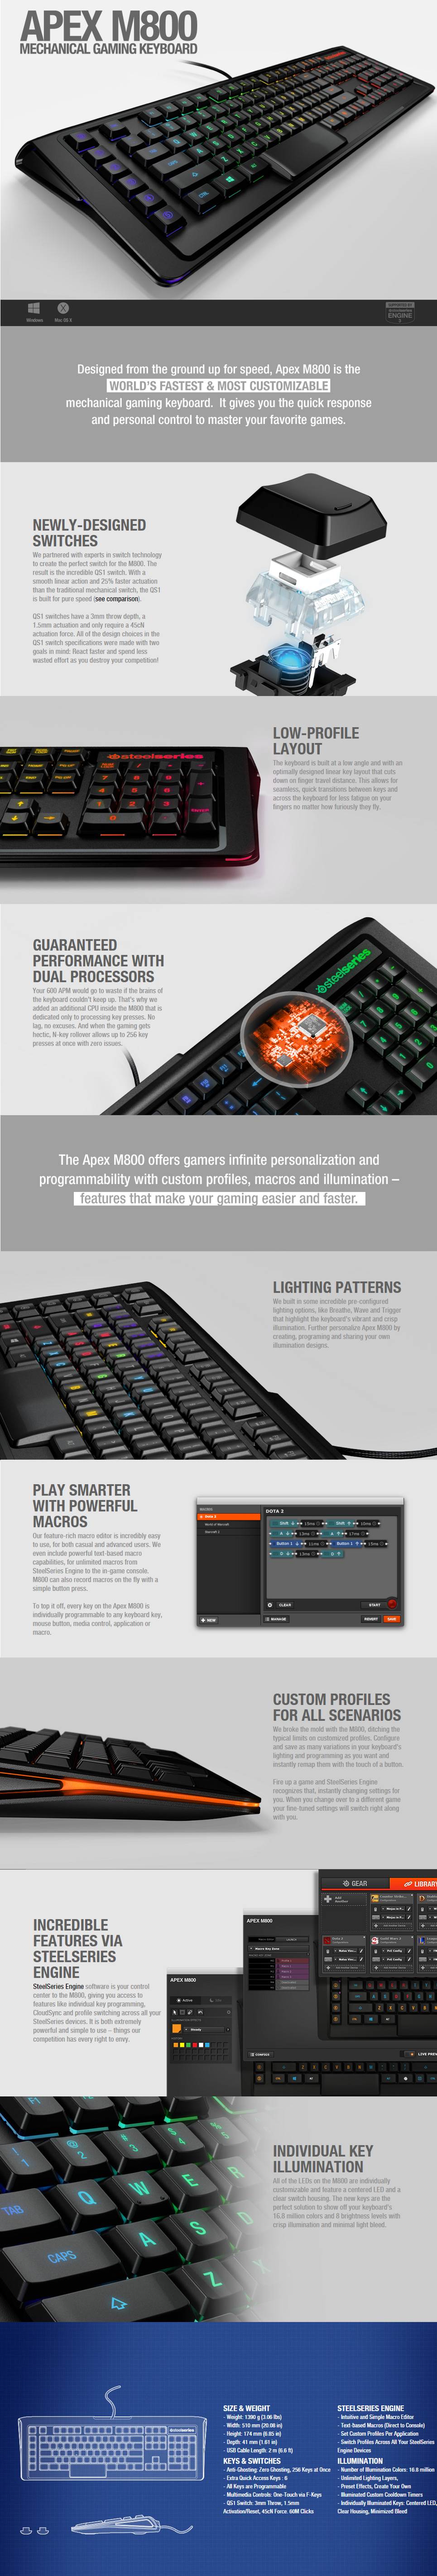 APEX M800
MECHANICAL GAMING KEYBOARD
Windows
Mac OS X
SUPPORTED BY
ENGINE
3
Designed from the ground up for speed, Apex M800 is the
WORLD'S FASTEST & MOST CUSTOMIZABLE
mechanical gaming keyboard. It gives you the quick response
and personal control to master your favorite games.
NEWLY-DESIGNED
SWITCHES
We partnered with experts in switch technology
to create the perfect switch for the M800. The
result is the incredible QS1 switch. With a
smooth linear action and 25% faster actuation
than the traditional mechanical switch, the QS1
is built for pure speed (see comparison).
QS1 switches have a 3mm throw depth, a
1.5mm actuation and only require a 45cN
actuation force. All of the design choices in the
QS1 switch specifications were made with two
goals in mind: React faster and spend less
wasted effort as you destroy your competition!
steelseries
LOW-PROFILE
LAYOUT
The keyboard is built at a low angle and with an
optimally designed linear key layout that cuts
down on finger travel distance. This allows for
seamless, quick transitions between keys and
across the keyboard for less fatigue on your
fingers no matter how furiously they fly.
GUARANTEED
PERFORMANCE WITH
DUAL PROCESSORS
Your 600 APM would go to waste if the brains of
the keyboard couldn't keep up. That's why we
added an additional CPU inside the M800 that is
dedicated only to processing key presses. No
lag, no excuses. And when the gaming gets
hectic, N-key rollover allows up to 256 key
presses at once with zero issues.
steelseries
The Apex M800 offers gamers infinite personalization and
programmability with custom profiles, macros and illumination –
features that make your gaming easier and faster.
LIGHTING PATTERNS
We built in some incredible pre-configured
lighting options, like Breathe, Wave and Trigger
that highlight the keyboard's vibrant and crisp
illumination. Further personalize Apex M800 by
creating, programing and sharing your own
illumination designs.
PLAY SMARTER
WITH POWERFUL
MACROS
Our feature-rich macro editor is incredibly easy
to use, for both casual and advanced users. We
even include powerful text-based macro
capabilities, for unlimited macros from
SteelSeries Engine to the in-game console.
M800 can also record macros on the fly with a
simple button press.
To top it off, every key on the Apex M800 is
individually programmable to any keyboard key,
mouse button, media control, application or
macro.
DOTA 2
DOTA 2
Shift
Shift
Button 1
Button 1
CLEAR
START
+ NEW
MANAGE
REVERT
SAVE
CUSTOM PROFILES
FOR ALL SCENARIOS
We broke the mold with the M800, ditching the
typical limits on customized profiles. Configure
and save as many variations in your keyboard's
lighting and programming as you want and
instantly remap them with the touch of a button.
Fire up a game and SteelSeries Engine
recognizes that, instantly changing settings for
you. When you change over to a different game
your fine-tuned settings will switch right along
with you.
INCREDIBLE
FEATURES VIA
STEELSERIES
ENGINE
SteelSeries Engine software is your control
center to the M800, giving you access to
features like individual key programming,
CloudSync and profile switching across all your
SteelSeries devices. It is both extremely
powerful and simple to use – things our
competition has every right to envy.
GEAR
LIBRARY
APEX M800
APEX M800
LIVE PREV
INDIVIDUAL KEY
ILLUMINATION
All of the LEDs on the M800 are individually
customizable and feature a centered LED and a
clear switch housing. The new keys are the
perfect solution to show off your keyboard's
16.8 million colors and 8 brightness levels with
crisp illumination and minimal light bleed.
TAB
Q
W
E
R
CAPS
A
S
D
Z
SIZE & WEIGHT
- Weight: 1390 g (3.06 lbs)
- Width: 510 mm (20.08 in)
- Height: 174 mm (6.85 in)
- Depth: 41 mm (1.61 in)
- USB Cable Length: 2 m (6.6 ft)
KEYS & SWITCHES
- Anti-Ghosting: Zero Ghosting, 256 Keys at Once
- Extra Quick Access Keys : 6
- All Keys are Programmable
- Multimedia Controls: One-Touch via F-Keys
- QS1 Switch: 3mm Throw, 1.5mm
Activation/Reset, 45cN Force. 60M Clicks
STEELSERIES ENGINE
- Intuitive and Simple Macro Editor
- Text-based Macros (Direct to Console)
- Set Custom Profiles Per Application
- Switch Profiles Across All Your SteelSeries
Engine Devices
ILLUMINATION
- Number of Illumination Colors: 16.8 million
- Unlimited Lighting Layers,
- Preset Effects, Create Your Own
- Illuminated Custom Cooldown Timers
- Individually Illuminated Keys: Centered LED,
Clear Housing, Minimized Bleed